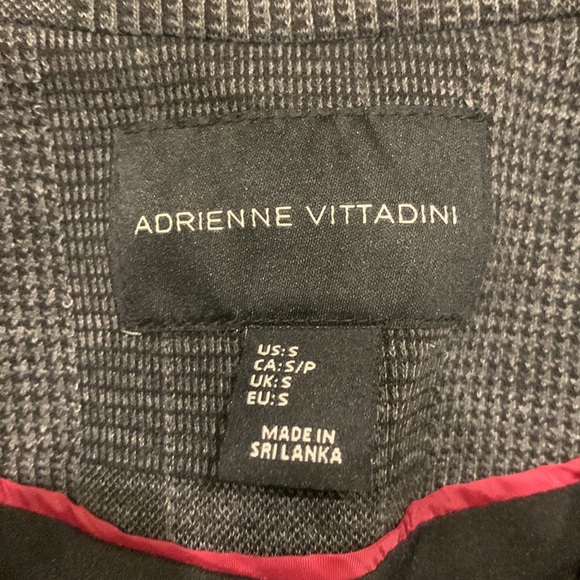 ADRIENNE VITTADINI
US:S
CA:S/P
UK:S
EU:S
MADE IN
SRI LANKA